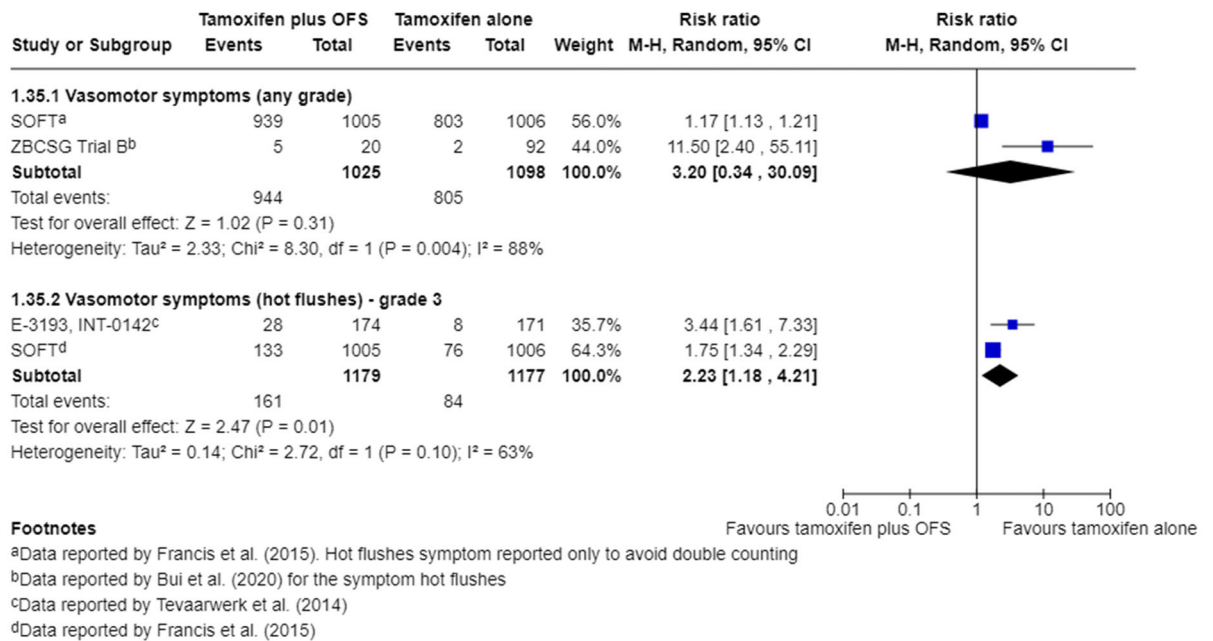 Tamoxifen plus OFS Tamoxifen alone Risk ratio Risk ratio
Study or Subgroup Events Total Events Total Weight M-H, Random, 95% CI M-H, Random, 95% CI
1.35.1 Vasomotor symptoms (any grade)
SOFTᵃ 939 1005 803 1006 56.0% 1.17 [1.13 , 1.21]
ZBCSG Trial Bᵇ 5 20 2 92 44.0% 11.50 [2.40 , 55.11]
Subtotal 1025 1098 100.0% 3.20 [0.34 , 30.09]
Total events: 944 805
Test for overall effect: Z = 1.02 (P = 0.31)
Heterogeneity: Tau² = 2.33; Chi² = 8.30, df = 1 (P = 0.004); I² = 88%
1.35.2 Vasomotor symptoms (hot flushes) - grade 3
E-3193, INT-0142ᶜ 28 174 8 171 35.7% 3.44 [1.61 , 7.33]
SOFTᵈ 133 1005 76 1006 64.3% 1.75 [1.34 , 2.29]
Subtotal 1179 1177 100.0% 2.23 [1.18 , 4.21]
Total events: 161 84
Test for overall effect: Z = 2.47 (P = 0.01)
Heterogeneity: Tau² = 0.14; Chi² = 2.72, df = 1 (P = 0.10); I² = 63%
0.01 0.1 1 10 100
Favours tamoxifen plus OFS Favours tamoxifen alone
Footnotes
ᵃData reported by Francis et al. (2015). Hot flushes symptom reported only to avoid double counting
ᵇData reported by Bui et al. (2020) for the symptom hot flushes
ᶜData reported by Tevaarwerk et al. (2014)
ᵈData reported by Francis et al. (2015)